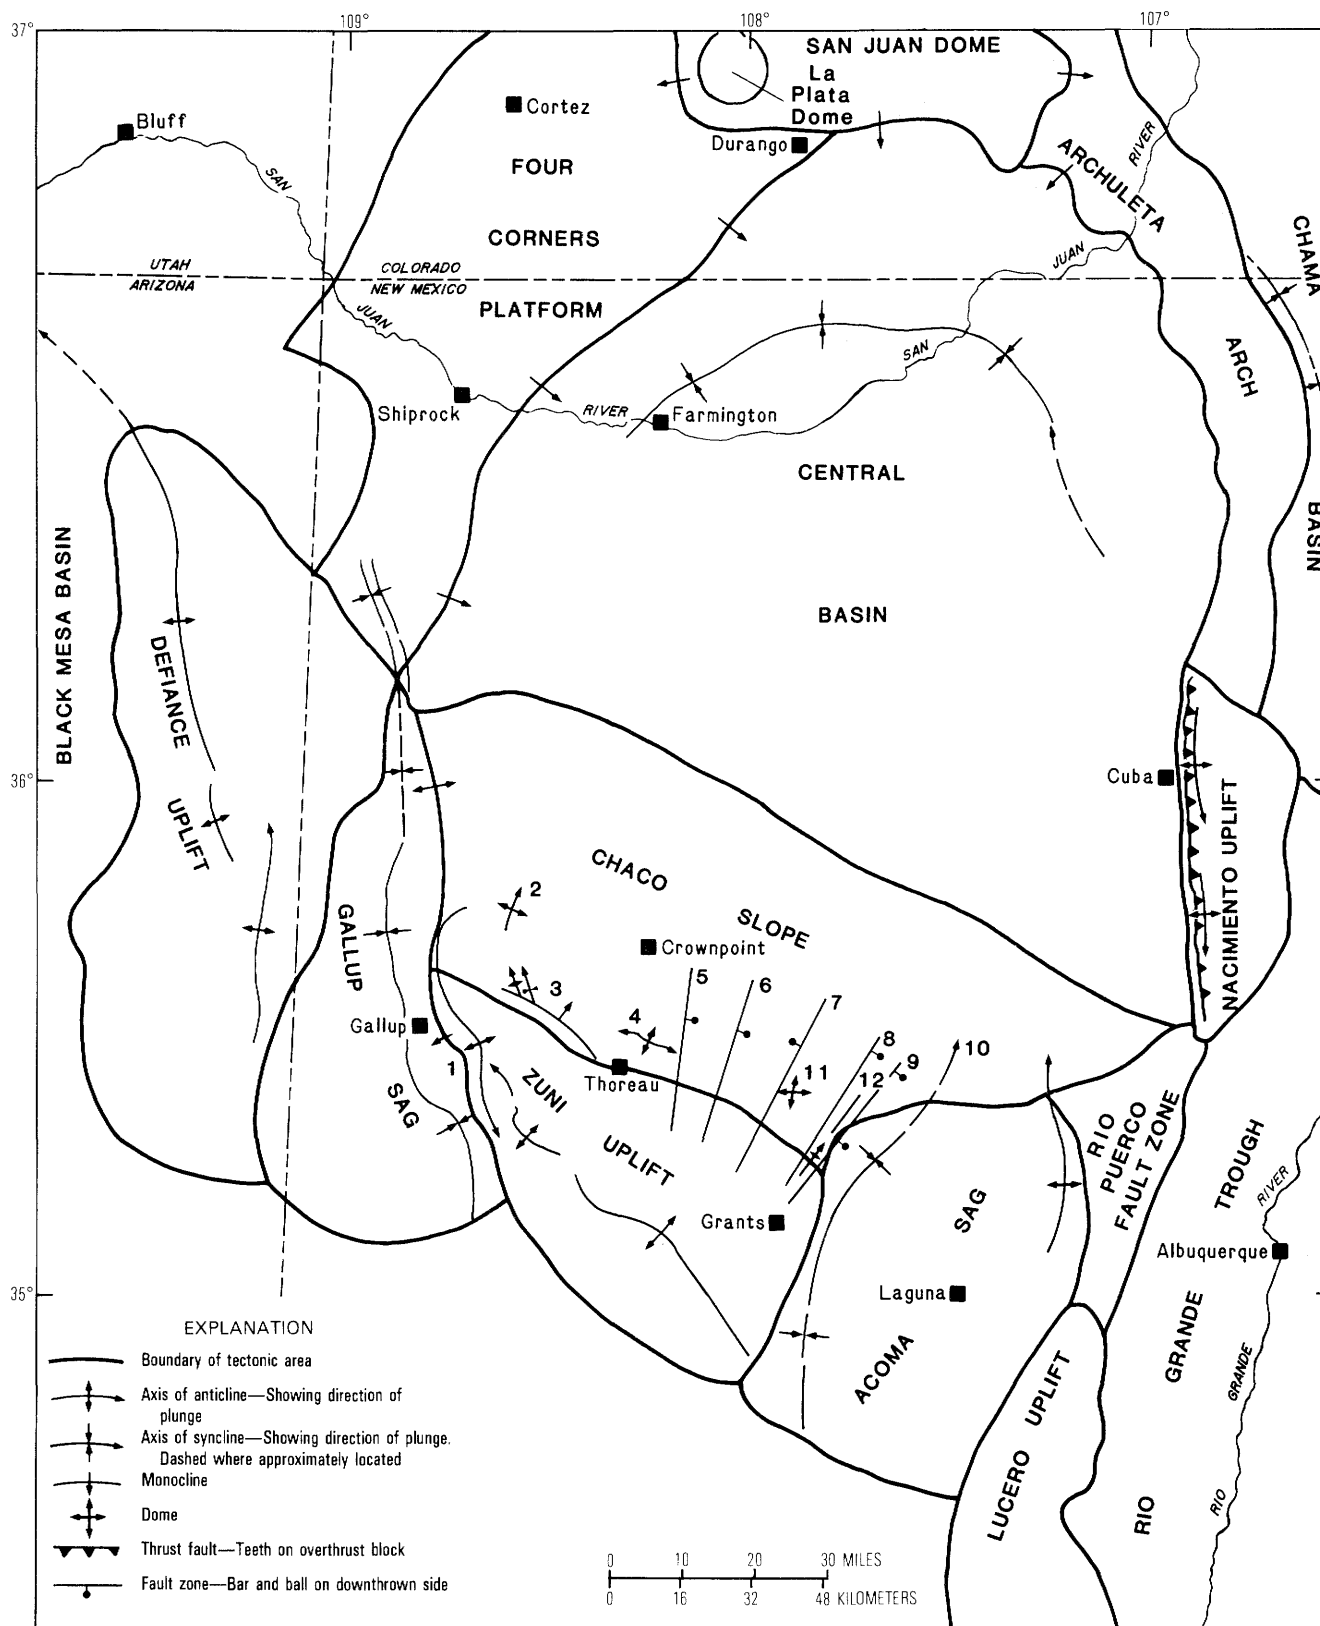 109°
108°
107°
37°
SAN JUAN DOME
La
Plata
Dome
Cortez
Bluff
Durango
RIVER
ARCHULETA
FOUR
SAN
CORNERS
CHAMA
JUAN
UTAH
COLORADO
ARIZONA
NEW MEXICO
PLATFORM
JUAN
SAN
ARCH
Shiprock
RIVER
Farmington
CENTRAL
BASIN
BLACK MESA BASIN
BASIN
DEFIANCE
36°
Cuba
UPLIFT
NACIMIENTO UPLIFT
CHACO
2
GALLUP
SLOPE
Crownpoint
5
6
3
7
4
Gallup
8
10
9
1
Thoreau
11
12
ZUNI
SAG
RIO
PUERCO
FAULT ZONE
UPLIFT
TROUGH
RIVER
SAG
Grants
Albuquerque
35°
Laguna
GRANDE
ACOMA
GRANDE
LUCERO UPLIFT
RIO
RIO
EXPLANATION
Boundary of tectonic area
Axis of anticline—Showing direction of
plunge
Axis of syncline—Showing direction of plunge.
Dashed where approximately located
Monocline
Dome
Thrust fault—Teeth on overthrust block
Fault zone—Bar and ball on downthrown side
0 10 20 30 MILES
0 16 32 48 KILOMETERS